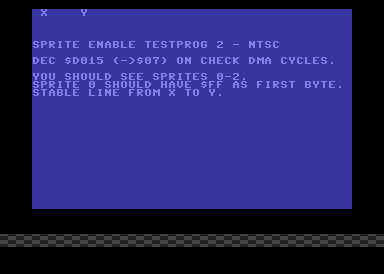 X Y
SPRITE ENABLE TESTPROG 2 - NTSC
DEC $D015 (->$07) ON CHECK DMA CYCLES.
YOU SHOULD SEE SPRITES 0-2.
SPRITE 0 SHOULD HAVE $FF AS FIRST BYTE.
STABLE LINE FROM X TO Y.